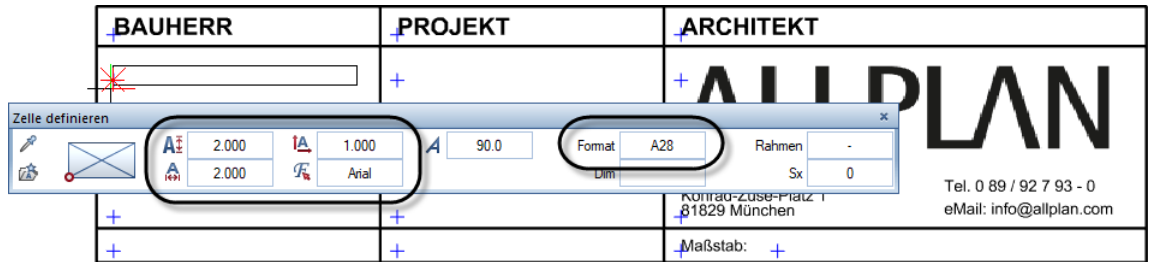 BAUHERR PROJEKT ARCHITEKT
ALLPLAN
Zelle definieren
2.000 1.000 90.0 Format A28 Rahmen -
2.000 Arial Dim Sx 0
Konrad-Zuse-Platz 1 Tel. 0 89 / 92 7 93 - 0
81829 München eMail: info@allplan.com
Maßstab: